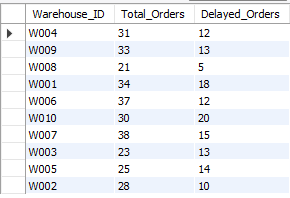 Warehouse_ID Total_Orders Delayed_Orders
W004 31 12
W009 33 13
W008 21 5
W001 34 18
W006 37 12
W010 30 20
W007 38 15
W003 23 13
W005 25 14
W002 28 10